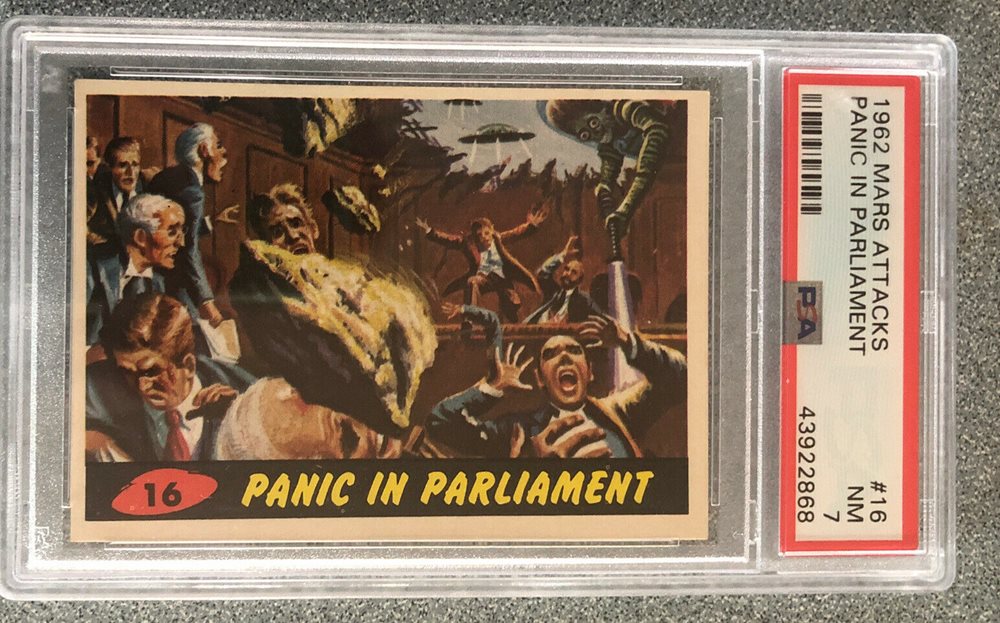 16 PANIC IN PARLIAMENT
1962 MARS ATTACKS #16
PANIC IN PARLIAMENT NM
7
PSA 43922868